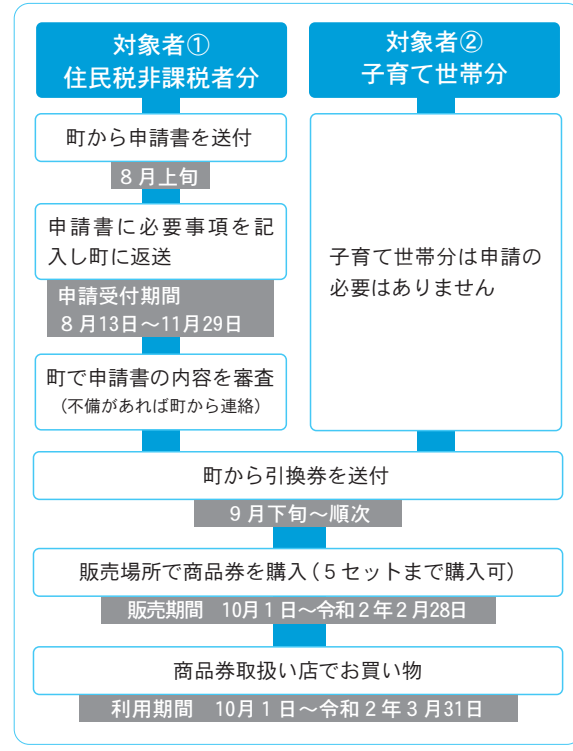 対象者①
住民税非課税者分
町から申請書を送付
８月上旬
申請書に必要事項を記
入し町に返送
申請受付期間
８月13日～11月29日
町で申請書の内容を審査
（不備があれば町から連絡）
対象者②
子育て世帯分
子育て世帯分は申請の
必要はありません
町から引換券を送付
９月下旬～順次
販売場所で商品券を購入（５セットまで購入可）
販売期間　10月１日～令和２年２月28日
商品券取扱い店でお買い物
利用期間　10月１日～令和２年３月31日